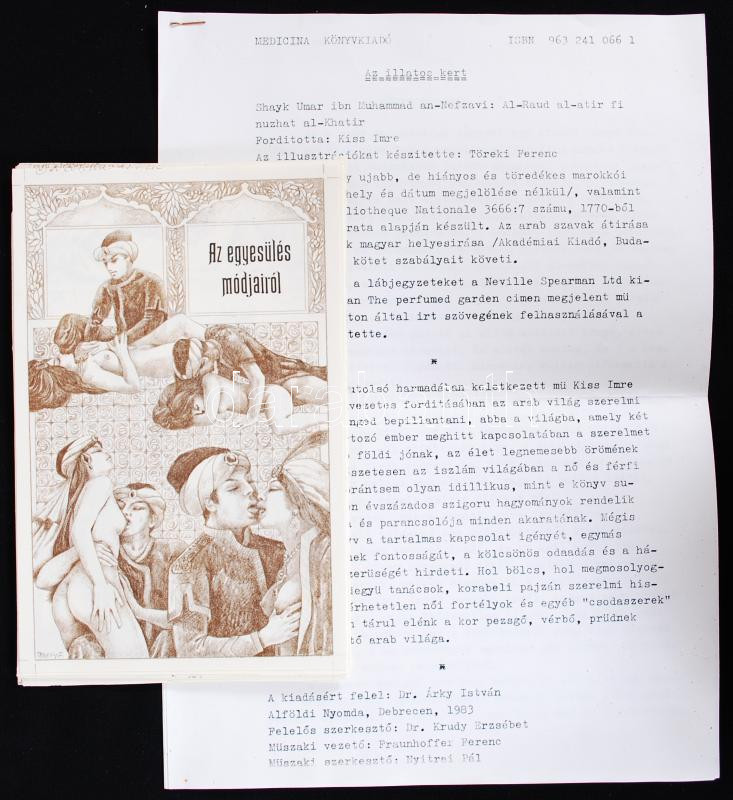 MEDICINA KÖNYVKIADÓ ISBN 963 241 066 1
Az illatos kert
Shayk Umar ibn Muhammad an-Nefzavi: Al-Raud al-atir fi
nuzhat al-Khatir
Forditotta: Kiss Imre
Az illusztrációkat készitette: Töreki Ferenc
y ujabb, de hiányos és töredékes marokkói
hely és dátum megjelölése nélkül/, valamint
liotheque Nationale 3666:7 számu, 1770-ből
rata alapján készült. Az arab szavak átirása
k magyar helyesirása /Akadémiai Kiadó, Buda-
kötet szabályait követi.
a lábjegyzeteket a Neville Spearman Ltd ki-
an The perfumed garden cimen megjelent mü
ton által irt szövegének felhasználásával a
tette.
*
utolsó harmadában keletkezett mü Kiss Imre
vezetes forditásában az arab világ szerelmi
nged bepillantani, abba a világba, amely két
tozó ember meghitt kapcsolatában a szerelmet
földi jónak, az élet legnemesebb örömének
szetesen az iszlám világában a nő és férfi
orántsem olyan idillikus, mint e könyv su-
n évszázados szigoru hagyományok rendelik
a és parancsolója minden akaratának. Mégis
v a tartalmas kapcsolat igényét, egymás
nek fontosságát, a kölcsönös odaadás és a há-
zerüségét hirdeti. Hol bölcs, hol megmosolyog-
együ tanácsok, korabeli pajzán szerelmi his-
érhetetlen női fortélyok és egyéb "csodaszerek"
n tárul elénk a kor pezsgő, vérbő, prüdnek
tő arab világa.
*
A kiadásért felel: Dr. Árky István
Alföldi Nyomda, Debrecen, 1983
Felelős szerkesztő: Dr. Krudy Erzsébet
Müszaki vezető: Fraunhoffer Ferenc
Müszaki szerkesztő: Nyitrai Pál
Az egyesülés
módjairól